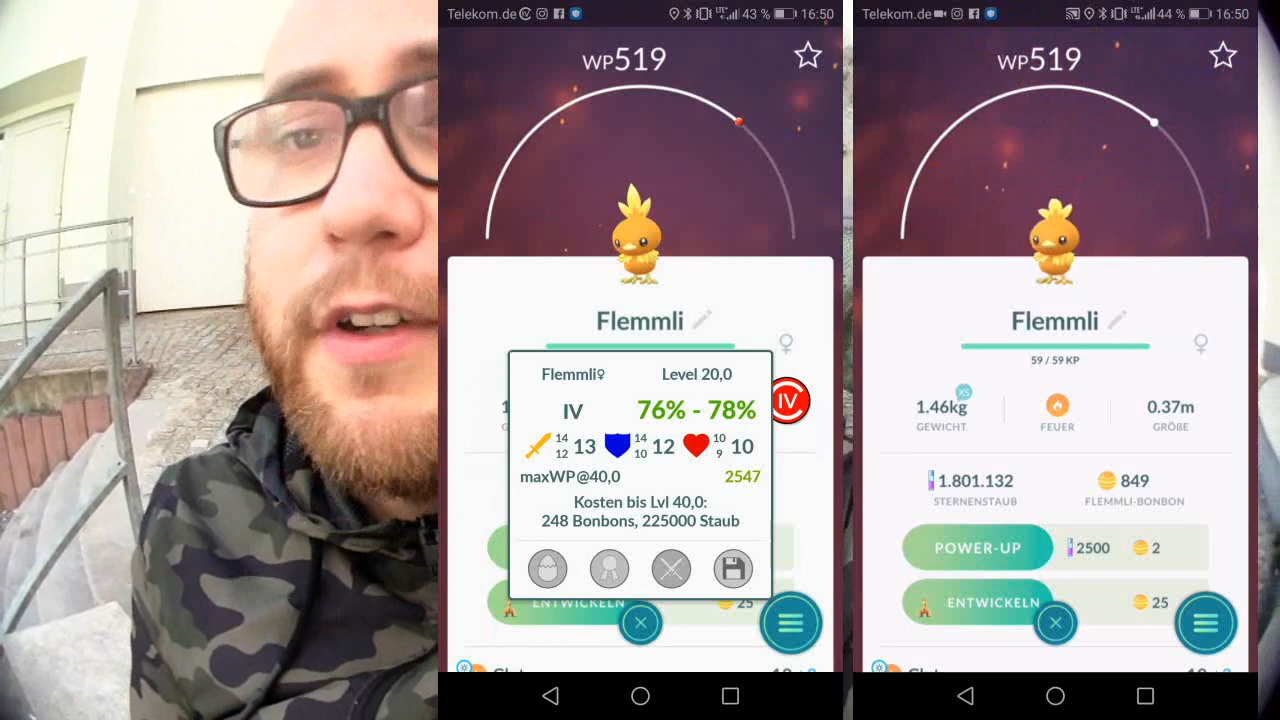 Telekom.de 43 % 16:50
WP519
Flemmli
Flemmli♀ Level 20,0
IV 76% - 78%
14 12 13 14 10 12 10 9 10
maxWP@40,0 2547
Kosten bis Lvl 40,0:
248 Bonbons, 225000 Staub
IV
ENTWICKELN 25
Telekom.de 44 % 16:50
WP519
Flemmli
59 / 59 KP
XS
1.46kg 0.37m
GEWICHT FEUER GRÖßE
1.801.132 849
STERNENSTAUB FLEMMLI-BONBON
POWER-UP 2500 2
ENTWICKELN 25